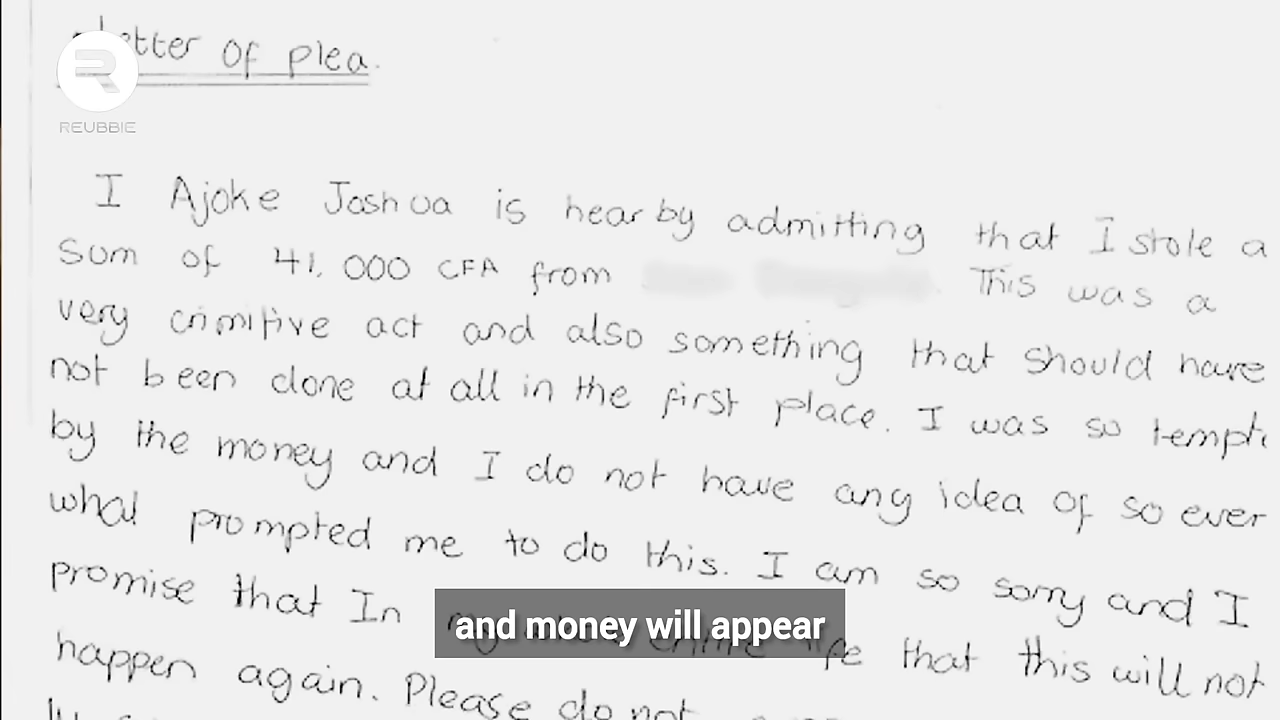 Letter Of Plea.
REUBBIE
I Ajoke Joshua is hearby admitting that I stole a
sum of 41,000 CFA from This was a
very crimitive act and also something that should have
not been done at all in the first place. I was so
by the money and I do not have any idea of so ever
what prompted me to do this. I am so sorry and I
promise that In my entire life that this will not
and money will appear
happen again. Please do not